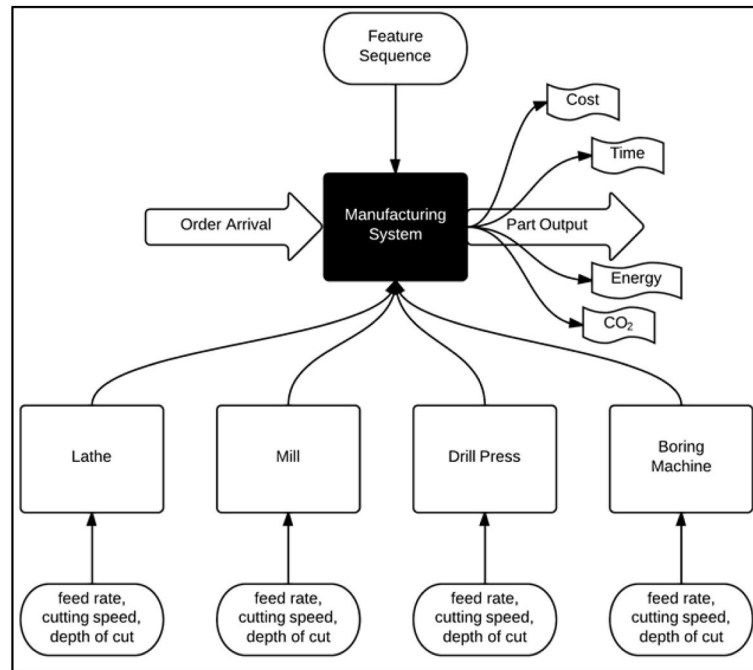 Feature
Sequence
Cost
Time
Order Arrival
Manufacturing
System
Part Output
Energy
CO₂
Lathe
Mill
Drill Press
Boring
Machine
feed rate,
cutting speed,
depth of cut
feed rate,
cutting speed,
depth of cut
feed rate,
cutting speed,
depth of cut
feed rate,
cutting speed,
depth of cut